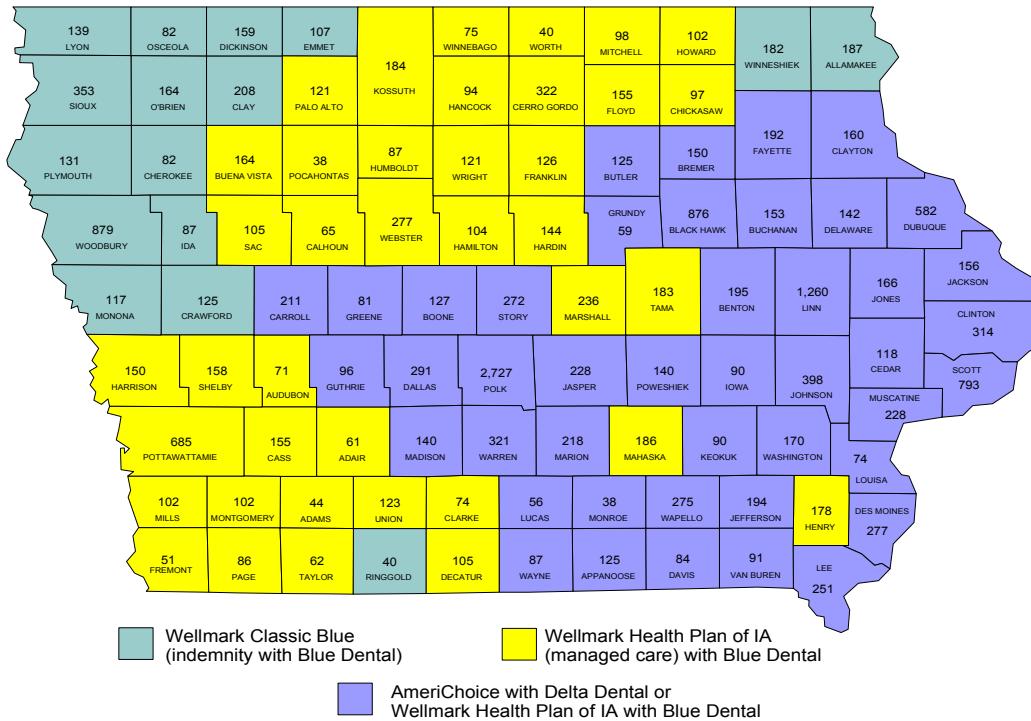 139 82 159 107 75 40 98 102 182 187
LYON OSCEOLA DICKINSON EMMET WINNEBAGO WORTH MITCHELL HOWARD WINNESHIEK ALLAMAKEE
184
KOSSUTH
353 164 208 121 94 322 155 97
SIOUX O'BRIEN CLAY PALO ALTO HANCOCK CERRO GORDO FLOYD CHICKASAW
192 160
FAYETTE CLAYTON
131 82 164 38 87 121 126 125 150
PLYMOUTH CHEROKEE BUENA VISTA POCAHONTAS HUMBOLDT WRIGHT FRANKLIN BUTLER BREMER
879 87 105 65 277 104 144 GRUNDY 876 153 142 582
WOODBURY IDA SAC CALHOUN WEBSTER HAMILTON HARDIN 59 BLACK HAWK BUCHANAN DELAWARE DUBUQUE
117 125 211 81 127 272 236 183 195 1,260 166 156
MONONA CRAWFORD CARROLL GREENE BOONE STORY MARSHALL TAMA BENTON LINN JONES JACKSON
CLINTON
314
150 158 71 96 291 2,727 228 140 90 398 118 SCOTT
HARRISON SHELBY AUDUBON GUTHRIE DALLAS POLK JASPER POWESHIEK IOWA JOHNSON CEDAR 793
MUSCATINE
228
685 155 61 140 321 218 186 90 170 74
POTTAWATTAMIE CASS ADAIR MADISON WARREN MARION MAHASKA KEOKUK WASHINGTON LOUISA
102 102 44 123 74 56 38 275 194 178 DES MOINES
MILLS MONTGOMERY ADAMS UNION CLARKE LUCAS MONROE WAPELLO JEFFERSON HENRY 277
51 86 62 40 105 87 125 84 91 LEE
FREMONT PAGE TAYLOR RINGGOLD DECATUR WAYNE APPANOOSE DAVIS VAN BUREN 251
Wellmark Classic Blue
(indemnity with Blue Dental)
Wellmark Health Plan of IA
(managed care) with Blue Dental
AmeriChoice with Delta Dental or
Wellmark Health Plan of IA with Blue Dental